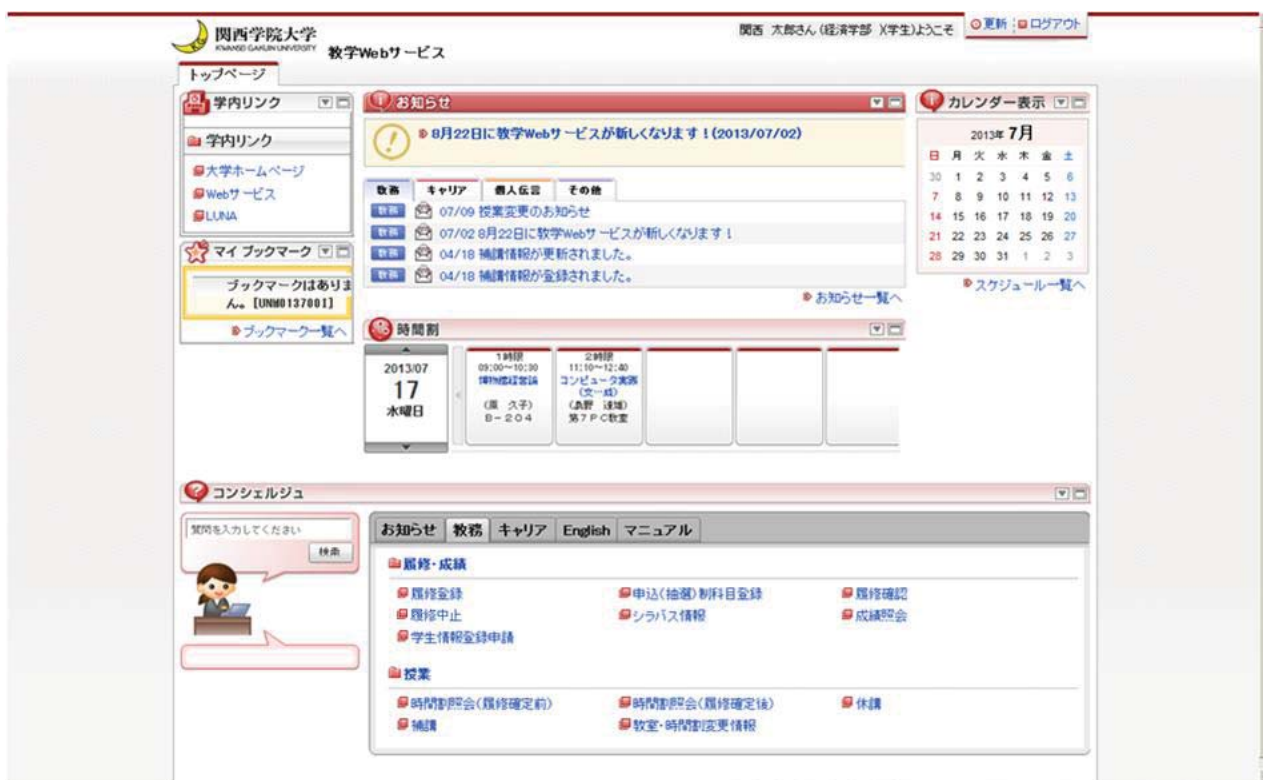 関西学院大学
KWANSEI GAKUIN UNIVERSITY
教学Webサービス
関西 太郎さん (経済学部 )(学生)ようこそ
更新
ログアウト
トップページ
学内リンク
学内リンク
大学ホームページ
Webサービス
LUNA
マイ ブックマーク
ブックマークはありま
ん。[UNW0137001]
ブックマーク一覧へ
お知らせ
8月22日に教学Webサービスが新しくなります！(2013/07/02)
教務 キャリア 個人伝言 その他
教務 07/09 授業変更のお知らせ
教務 07/02 8月22日に教学Webサービスが新しくなります！
教務 04/18 補講情報が更新されました。
教務 04/18 補講情報が登録されました。
お知らせ一覧へ
カレンダー表示
2013年 7月
日 月 火 水 木 金 土
30 1 2 3 4 5 6
7 8 9 10 11 12 13
14 15 16 17 18 19 20
21 22 23 24 25 26 27
28 29 30 31 1 2 3
スケジュール一覧へ
時間割
2013/07
17
水曜日
1時限
09:00～10:30
博物館経営論
(原 久子)
B－204
2時限
11:10～12:40
コンピュータ実務
(文一成)
第7PC教室
コンシェルジュ
質問を入力してください
検索
お知らせ 教務 キャリア English マニュアル
履修・成績
履修登録 申込(抽選)制科目登録 履修確認
履修中止 シラバス情報 成績照会
学生情報登録申請
授業
時間割照会(履修確定前) 時間割照会(履修確定後) 休講
補講 教室・時間割変更情報